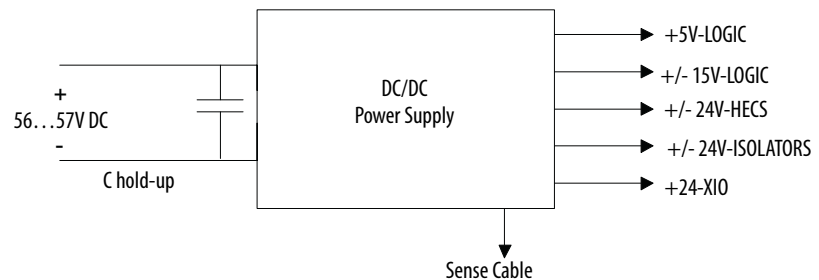 +5V-LOGIC
+/- 15V-LOGIC
+/- 24V-HECS
+/- 24V-ISOLATORS
+24-XIO
DC/DC
Power Supply
+
56...57V DC
-
C hold-up
Sense Cable